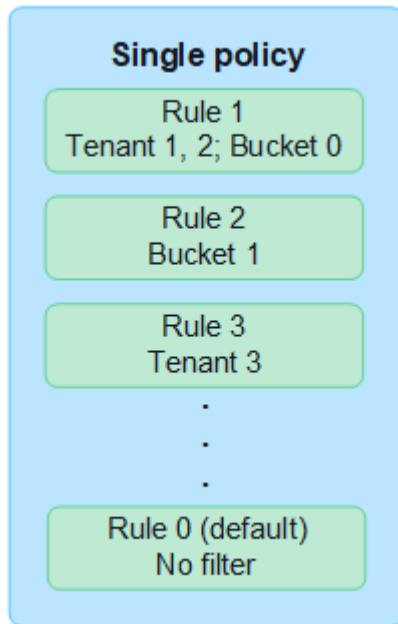 Single policy
Rule 1
Tenant 1, 2; Bucket 0
Rule 2
Bucket 1
Rule 3
Tenant 3
.
.
.
Rule 0 (default)
No filter